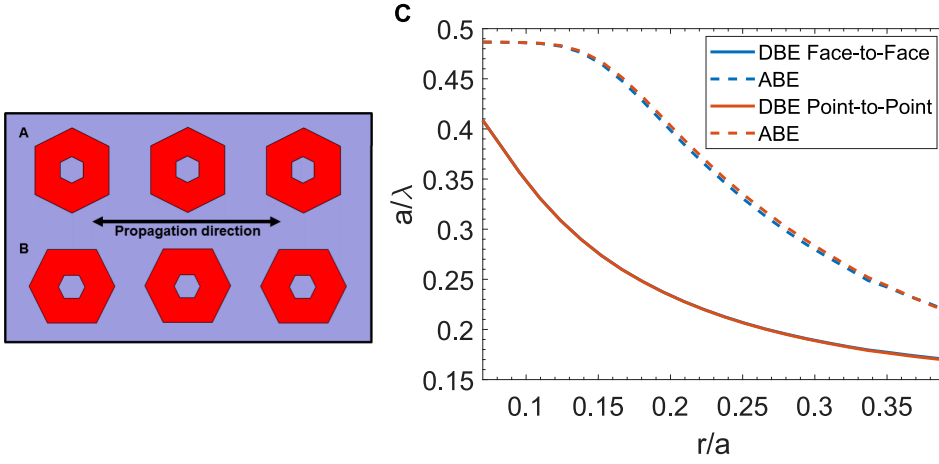 A
Propagation direction
B
C
DBE Face-to-Face
ABE
DBE Point-to-Point
ABE
0.5
0.45
0.4
0.35
0.3
0.25
0.2
0.15
a/λ
0.1 0.15 0.2 0.25 0.3 0.35
r/a